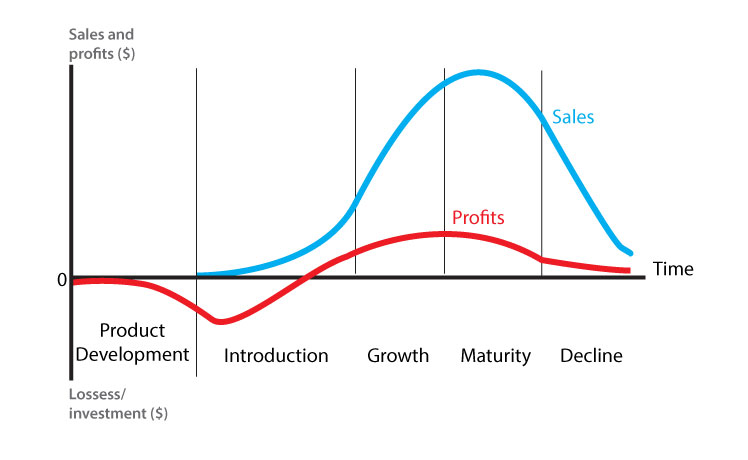 Sales and
profits ($)
Sales
Profits
0
Time
Product
Development
Introduction
Growth
Maturity
Decline
Lossess/
investment ($)